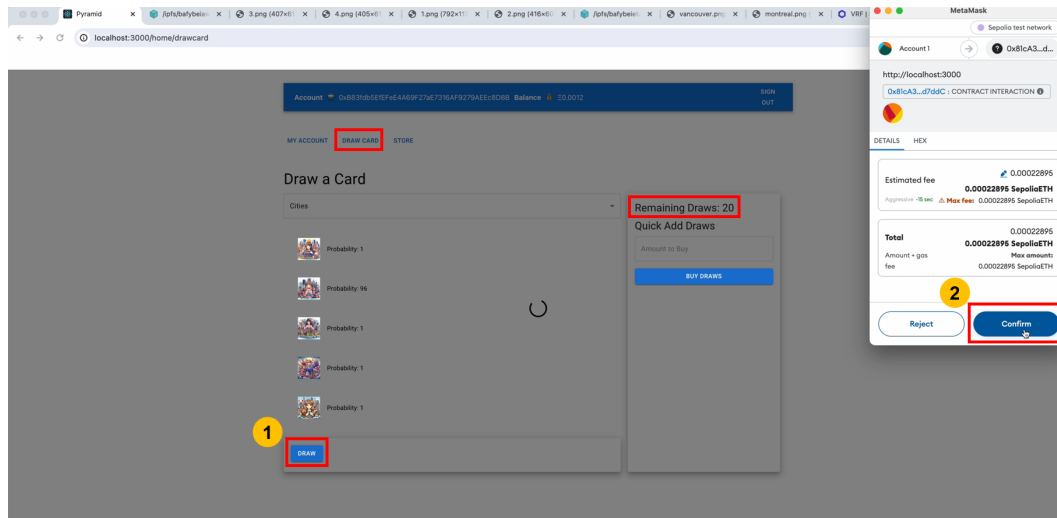 Pyramid
/ipfs/bafybeiav
3.png (407×61
4.png (405×61
1.png (792×11
2.png (416×60
/ipfs/bafybeiet
vancouver.png
montreal.png
VRF |
localhost:3000/home/drawcard
Account 0xB83fdb5EfEFeE4A69F27aE7316AF9279AEEc8D6B Balance Ξ0.0012
SIGN OUT
MY ACCOUNT DRAW CARD STORE
Draw a Card
Cities
Probability: 1
Probability: 96
Probability: 1
Probability: 1
Probability: 1
1
DRAW
Remaining Draws: 20
Quick Add Draws
Amount to Buy
BUY DRAWS
MetaMask
Sepolia test network
Account 1
0x81cA3...d...
http://localhost:3000
0x81cA3...d7ddC : CONTRACT INTERACTION
DETAILS HEX
Estimated fee
0.00022895
0.00022895 SepoliaETH
Aggressive ~15 sec Max fee: 0.00022895 SepoliaETH
Total
0.00022895
0.00022895 SepoliaETH
Amount + gas fee
Max amount:
0.00022895 SepoliaETH
2
Reject
Confirm